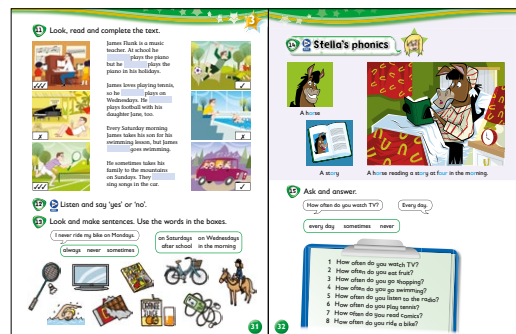 3
11 Look, read and complete the text.
James Flunk is a music
teacher. At school he
plays the piano
but he plays the
piano in his holidays.
James loves playing tennis,
so he plays on
Wednesdays. He
plays football with his
daughter Jane, too.
Every Saturday morning
James takes his son for his
swimming lesson, but James
goes swimming.
He sometimes takes his
family to the mountains
on Sundays. They
sing songs in the car.
✓✓✓
✓
✗
✗
✓✓✓
✓
12 Listen and say 'yes' or 'no'.
13 Look and make sentences. Use the words in the boxes.
I never ride my bike on Mondays.
always never sometimes
on Saturdays on Wednesdays
after school in the morning
31
14 Stella's phonics
A horse
A story
A horse reading a story at four in the morning.
15 Ask and answer.
How often do you watch TV?
Every day.
every day sometimes never
1 How often do you watch TV?
2 How often do you eat fruit?
3 How often do you go shopping?
4 How often do you go swimming?
5 How often do you listen to the radio?
6 How often do you play tennis?
7 How often do you read comics?
8 How often do you ride a bike?
32